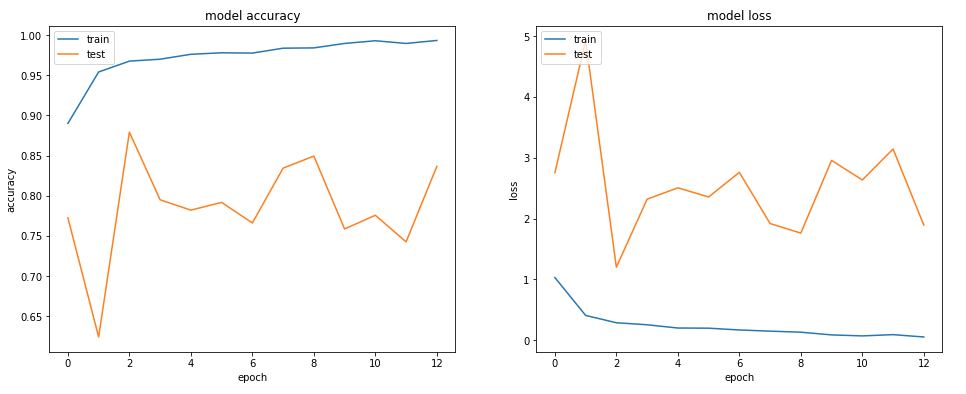 model accuracy
train
test
1.00
0.95
0.90
0.85
0.80
0.75
0.70
0.65
accuracy
0 2 4 6 8 10 12
epoch
model loss
train
test
5
4
3
2
1
0
loss
0 2 4 6 8 10 12
epoch